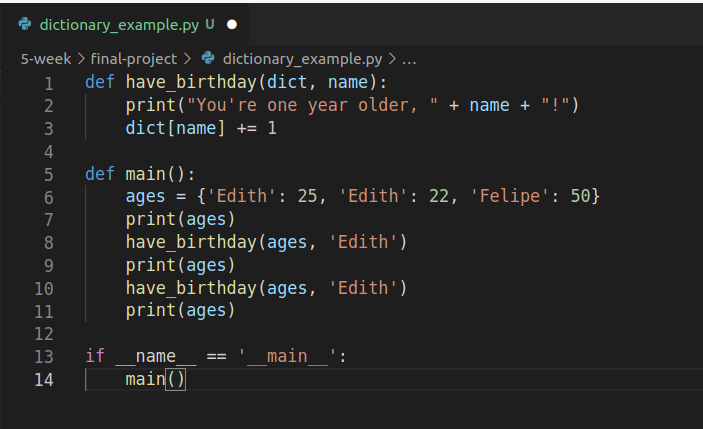 dictionary_example.py U
5-week > final-project > dictionary_example.py > ...
1 def have_birthday(dict, name):
2     print("You're one year older, " + name + "!")
3     dict[name] += 1
4
5 def main():
6     ages = {'Edith': 25, 'Edith': 22, 'Felipe': 50}
7     print(ages)
8     have_birthday(ages, 'Edith')
9     print(ages)
10     have_birthday(ages, 'Edith')
11     print(ages)
12
13 if __name__ == '__main__':
14     main()